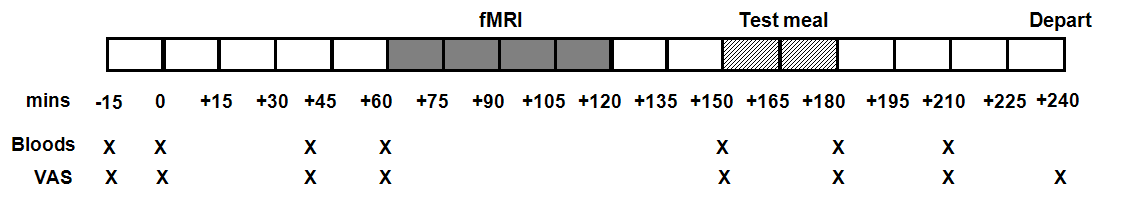 fMRI Test meal Depart
mins -15 0 +15 +30 +45 +60 +75 +90 +105 +120 +135 +150 +165 +180 +195 +210 +225 +240
Bloods X X X X X X X
VAS X X X X X X X X